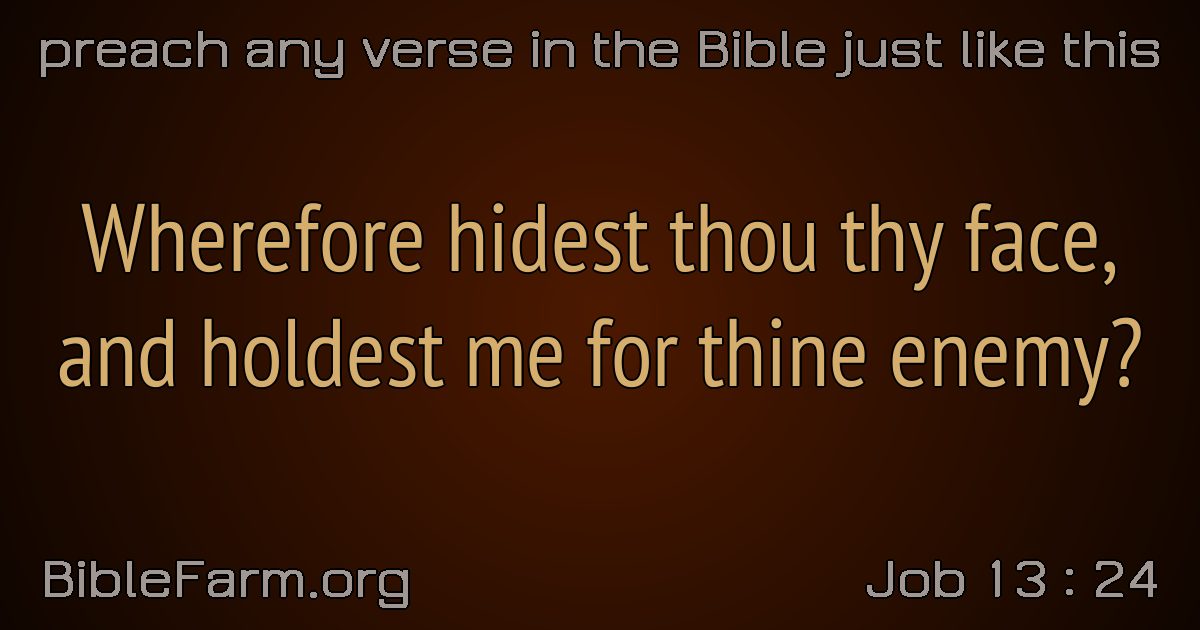 preach any verse in the Bible just like this
Wherefore hidest thou thy face,
and holdest me for thine enemy?
BibleFarm.org
Job 13 : 24